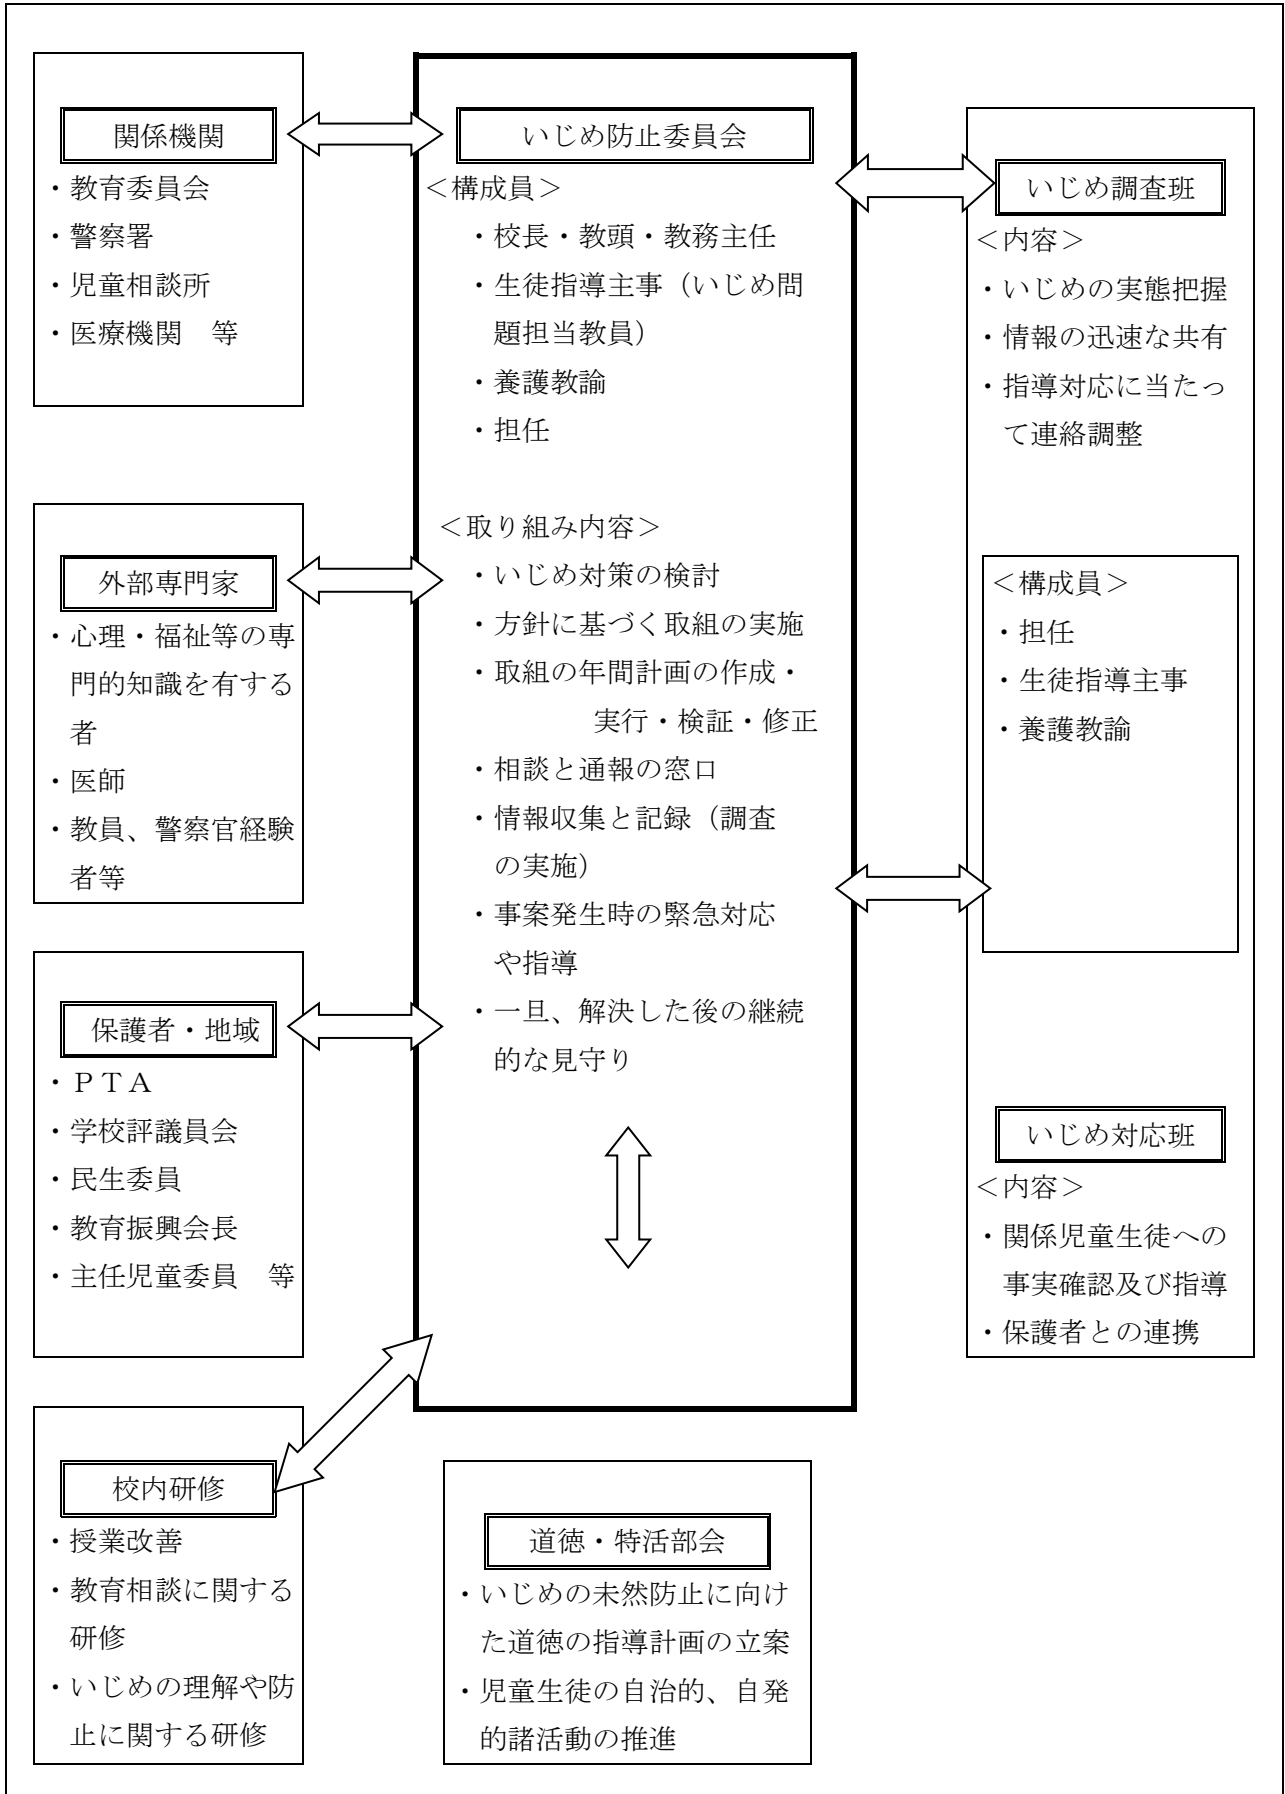 関係機関
・教育委員会
・警察署
・児童相談所
・医療機関　等
外部専門家
・心理・福祉等の専
門的知識を有する
者
・医師
・教員、警察官経験
者等
保護者・地域
・ＰＴＡ
・学校評議員会
・民生委員
・教育振興会長
・主任児童委員　等
校内研修
・授業改善
・教育相談に関する
研修
・いじめの理解や防
止に関する研修
いじめ防止委員会
＜構成員＞
・校長・教頭・教務主任
・生徒指導主事（いじめ問
題担当教員）
・養護教諭
・担任
＜取り組み内容＞
・いじめ対策の検討
・方針に基づく取組の実施
・取組の年間計画の作成・
実行・検証・修正
・相談と通報の窓口
・情報収集と記録（調査
の実施）
・事案発生時の緊急対応
や指導
・一旦、解決した後の継続
的な見守り
道徳・特活部会
・いじめの未然防止に向け
た道徳の指導計画の立案
・児童生徒の自治的、自発
的諸活動の推進
いじめ調査班
＜内容＞
・いじめの実態把握
・情報の迅速な共有
・指導対応に当たっ
て連絡調整
＜構成員＞
・担任
・生徒指導主事
・養護教諭
いじめ対応班
＜内容＞
・関係児童生徒への
事実確認及び指導
・保護者との連携